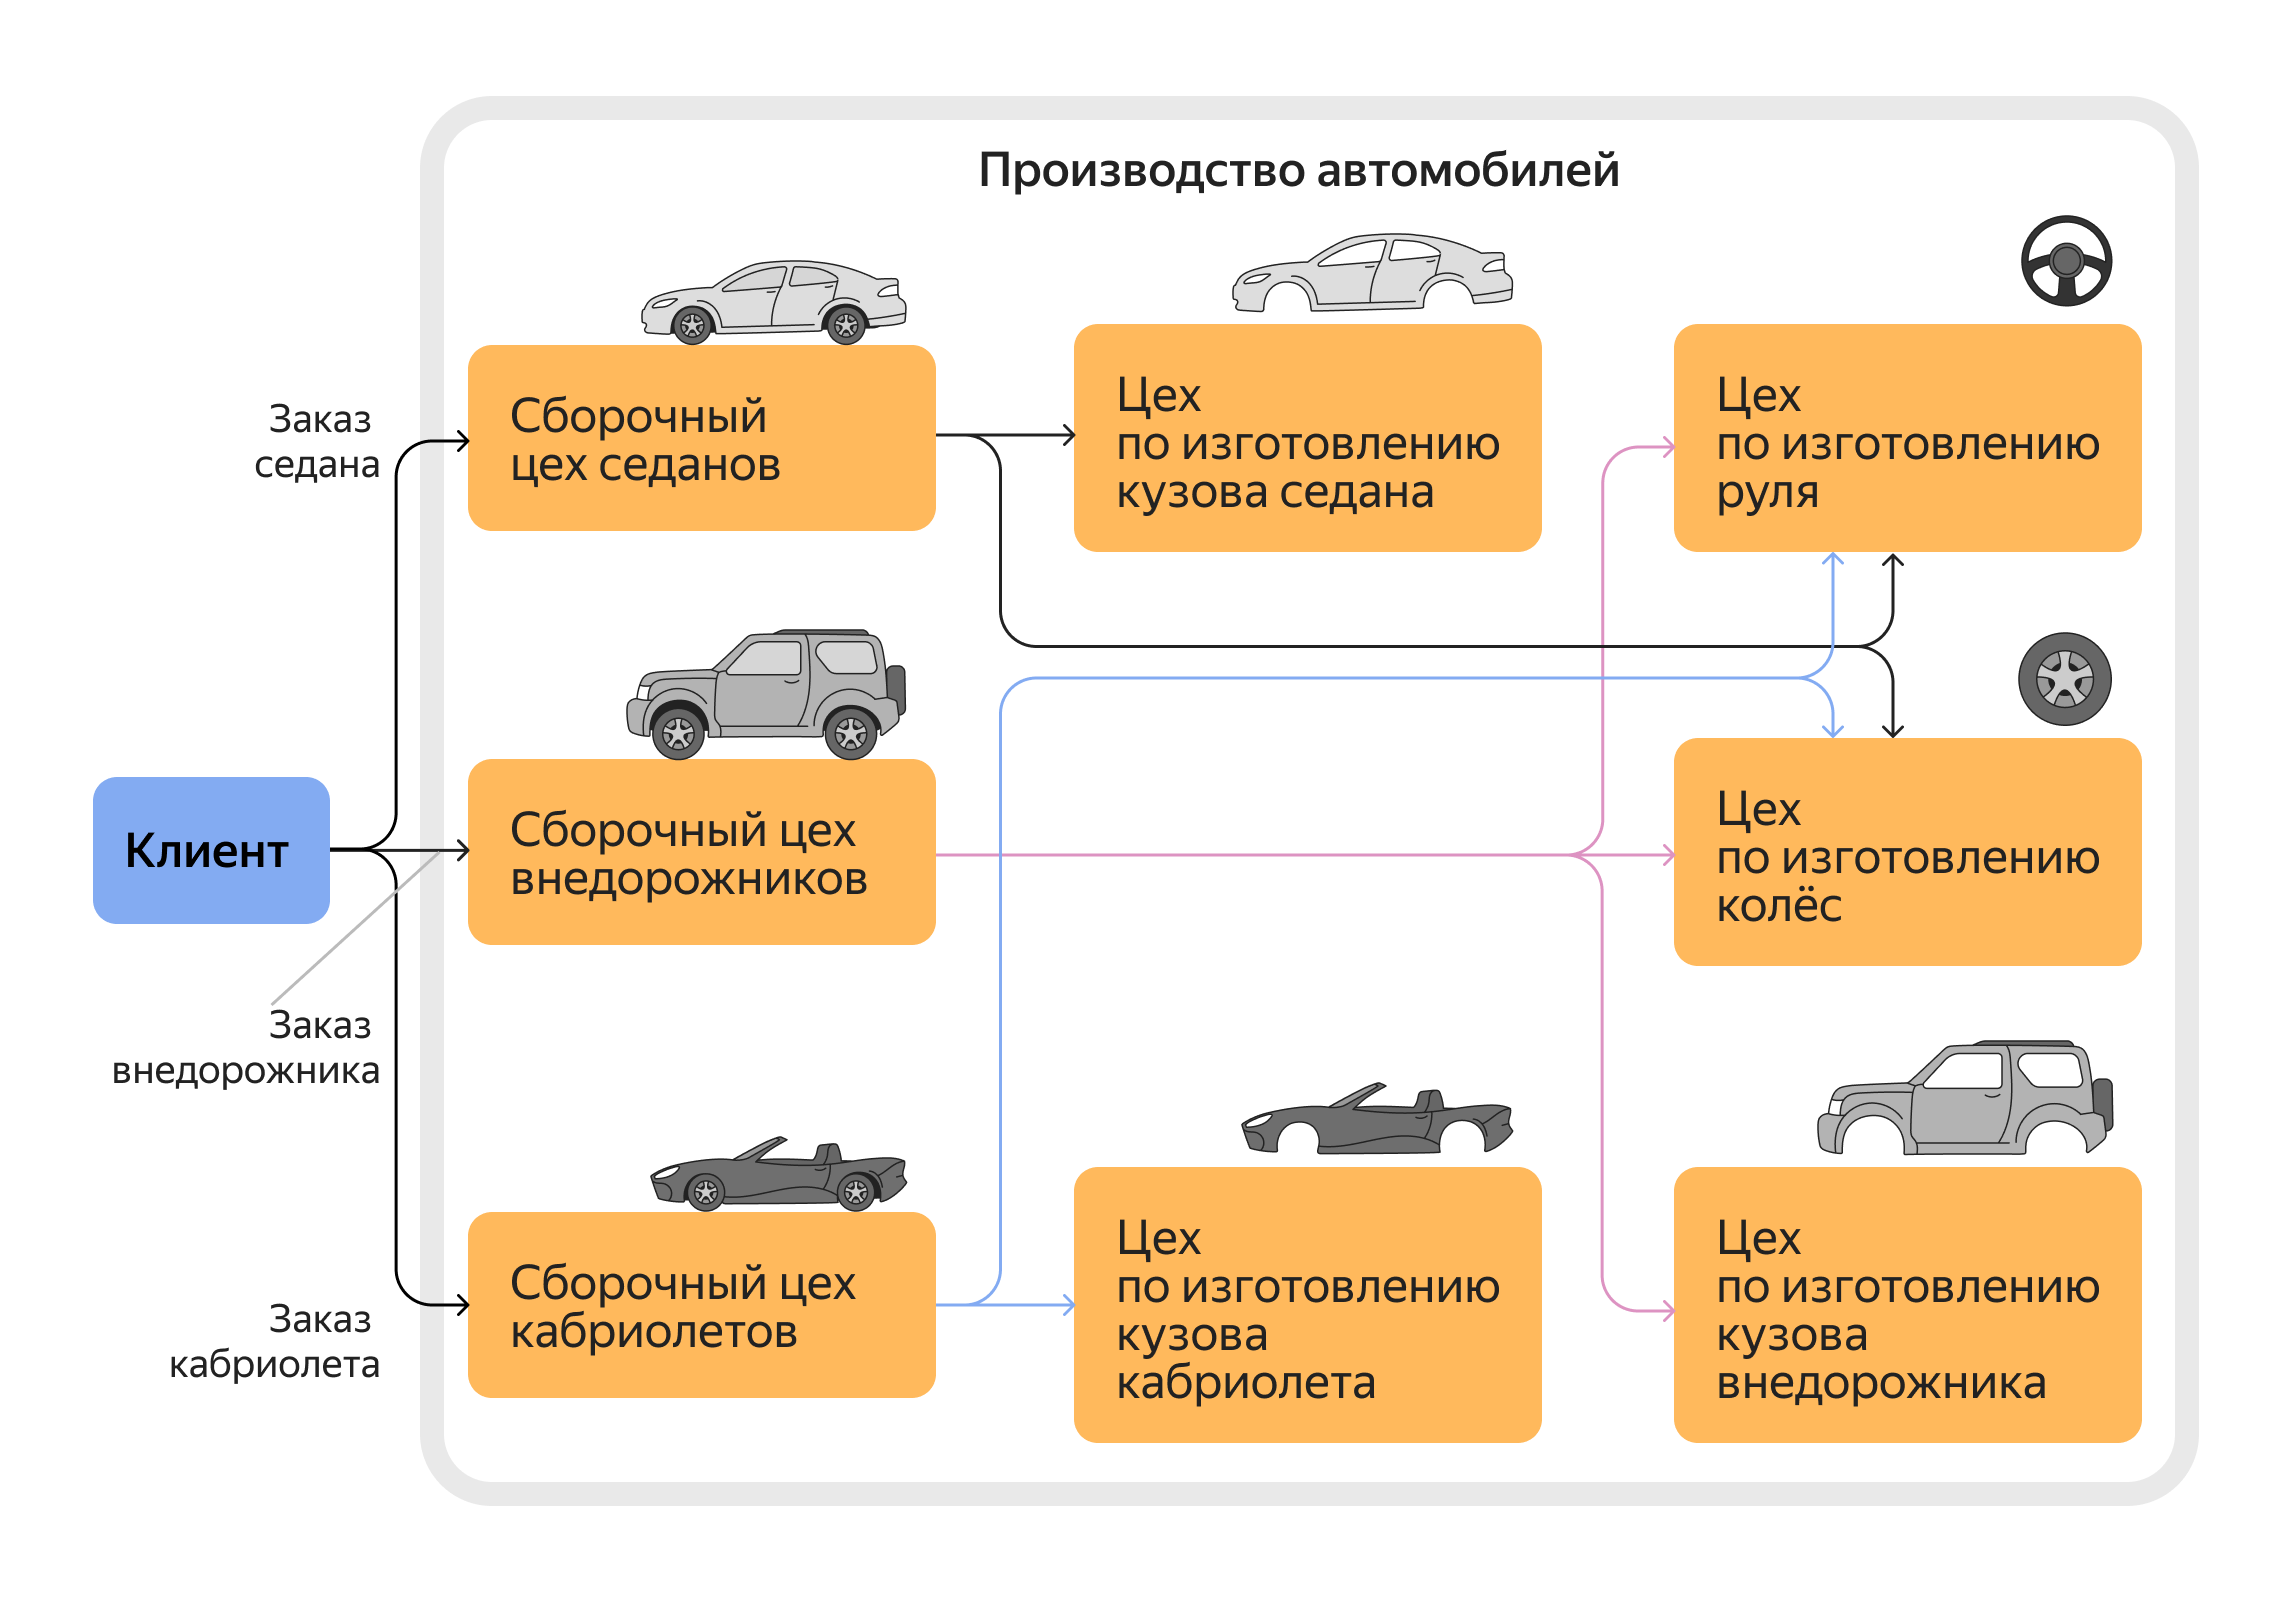 Производство автомобилей
Заказ
седана
Сборочный
цех седанов
Цех
по изготовлению
кузова седана
Цех
по изготовлению
руля
Клиент
Сборочный цех
внедорожников
Цех
по изготовлению
колёс
Заказ
внедорожника
Заказ
кабриолета
Сборочный цех
кабриолетов
Цех
по изготовлению
кузова
кабриолета
Цех
по изготовлению
кузова
внедорожника